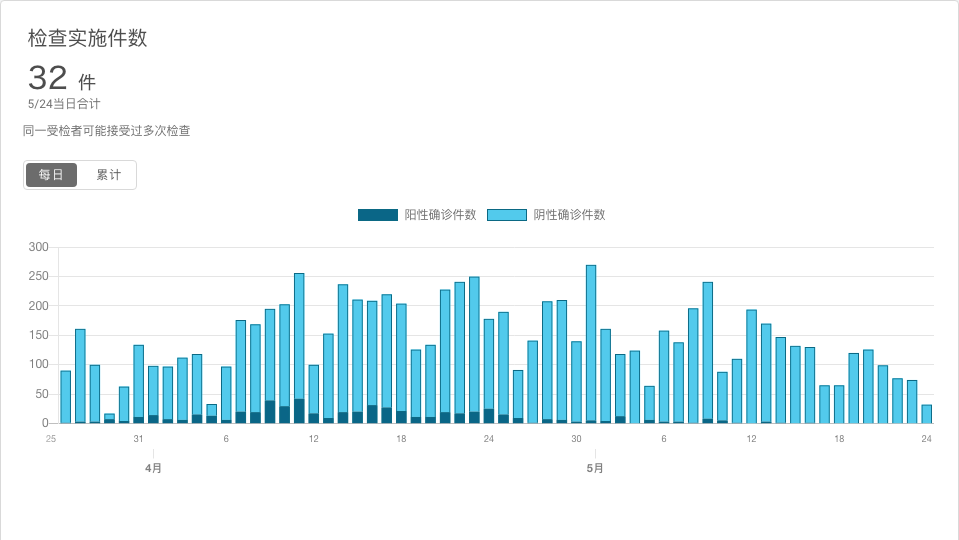 检查实施件数
32 件
5/24当日合计
同一受检者可能接受过多次检查
每日 累计
阳性确诊件数 阴性确诊件数
300
250
200
150
100
50
0
25 31 6 12 18 24 30 6 12 18 24
4月 5月